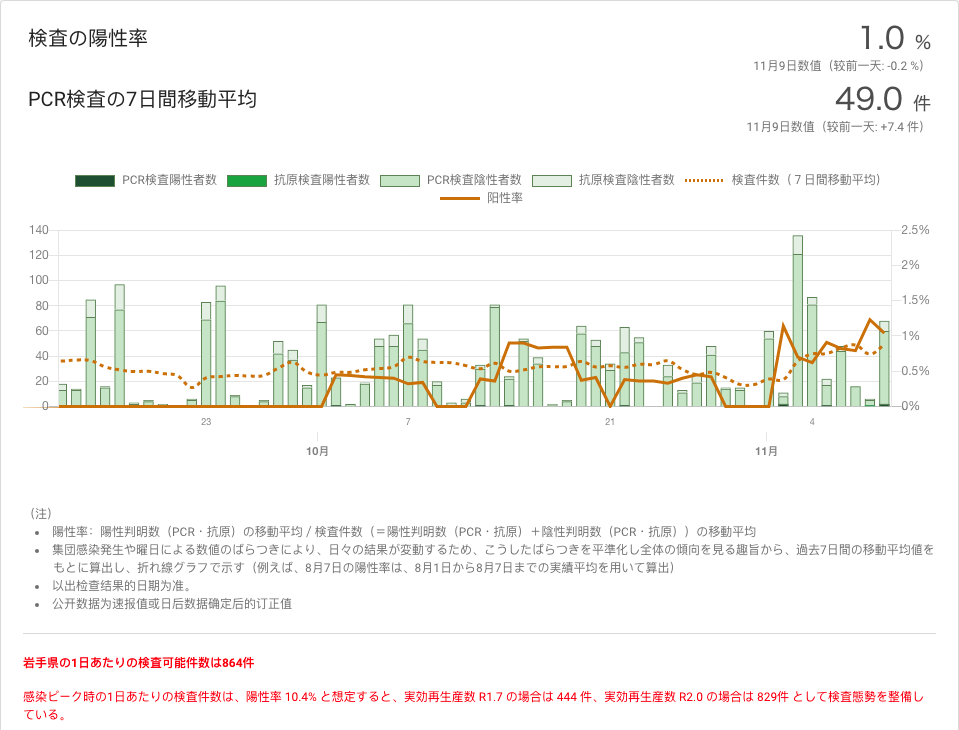 検査の陽性率
1.0 %
11月9日数值（较前一天: -0.2 %）
PCR検査の7日間移動平均
49.0 件
11月9日数值（较前一天: +7.4 件）
PCR検査陽性者数 抗原検査陽性者数 PCR検査陰性者数 抗原検査陰性者数 検査件数（７日間移動平均）
阳性率
140 2.5%
120 2%
100 1.5%
80
60 1%
40 0.5%
20
0 0%
23 7 21 4
10月 11月
（注）
陽性率：陽性判明数（PCR・抗原）の移動平均 / 検査件数（＝陽性判明数（PCR・抗原）＋陰性判明数（PCR・抗原））の移動平均
集団感染発生や曜日による数値のばらつきにより、日々の結果が変動するため、こうしたばらつきを平準化し全体の傾向を見る趣旨から、過去7日間の移動平均値を
もとに算出し、折れ線グラフで示す（例えば、8月7日の陽性率は、8月1日から8月7日までの実績平均を用いて算出）
以出检查结果的日期为准。
公开数据为速报值或日后数据确定后的订正值
岩手県の1日あたりの検査可能件数は864件
感染ピーク時の1日あたりの検査件数は、陽性率 10.4% と想定すると、実効再生産数 R1.7 の場合は 444 件、実効再生産数 R2.0 の場合は 829件 として検査態勢を整備し
ている。